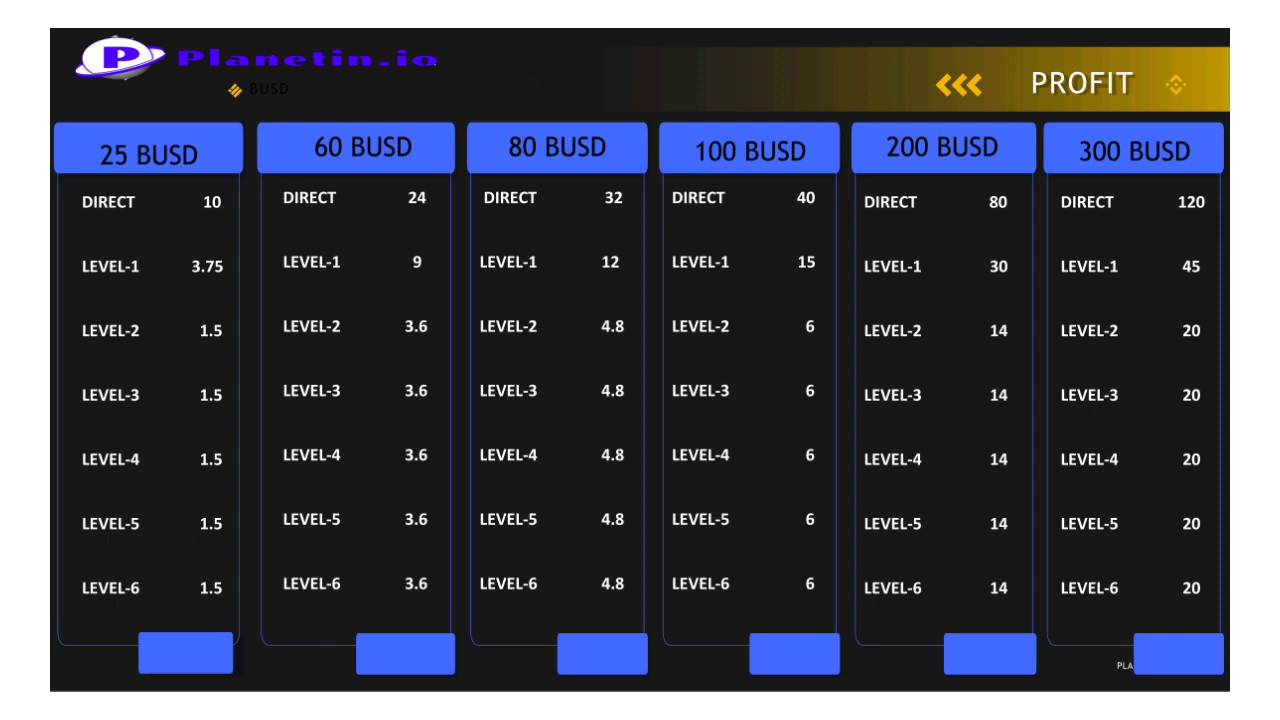 P Planetin.io
BUSD
PROFIT
25 BUSD
DIRECT 10
LEVEL-1 3.75
LEVEL-2 1.5
LEVEL-3 1.5
LEVEL-4 1.5
LEVEL-5 1.5
LEVEL-6 1.5
60 BUSD
DIRECT 24
LEVEL-1 9
LEVEL-2 3.6
LEVEL-3 3.6
LEVEL-4 3.6
LEVEL-5 3.6
LEVEL-6 3.6
80 BUSD
DIRECT 32
LEVEL-1 12
LEVEL-2 4.8
LEVEL-3 4.8
LEVEL-4 4.8
LEVEL-5 4.8
LEVEL-6 4.8
100 BUSD
DIRECT 40
LEVEL-1 15
LEVEL-2 6
LEVEL-3 6
LEVEL-4 6
LEVEL-5 6
LEVEL-6 6
200 BUSD
DIRECT 80
LEVEL-1 30
LEVEL-2 14
LEVEL-3 14
LEVEL-4 14
LEVEL-5 14
LEVEL-6 14
300 BUSD
DIRECT 120
LEVEL-1 45
LEVEL-2 20
LEVEL-3 20
LEVEL-4 20
LEVEL-5 20
LEVEL-6 20
PLA